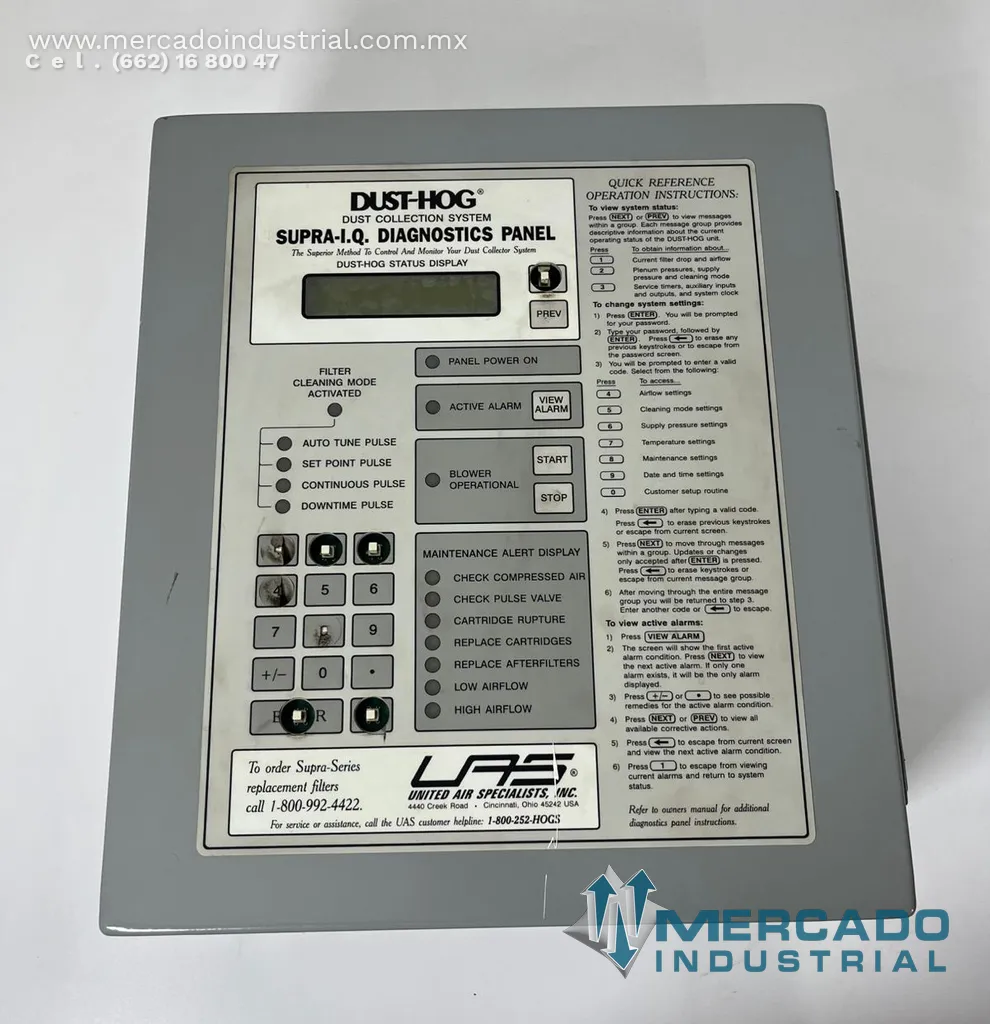 www.mercadoindustrial.com.mx
Cel. (662) 16 800 47
DUST-HOG®
DUST COLLECTION SYSTEM
SUPRA-I.Q. DIAGNOSTICS PANEL
The Superior Method To Control And Monitor Your Dust Collector System
DUST-HOG STATUS DISPLAY
PREV
PANEL POWER ON
FILTER
CLEANING MODE
ACTIVATED
ACTIVE ALARM
VIEW
ALARM
AUTO TUNE PULSE
SET POINT PULSE
CONTINUOUS PULSE
DOWNTIME PULSE
BLOWER
OPERATIONAL
START
STOP
4 5 6
7 9
+/– 0 •
E R
MAINTENANCE ALERT DISPLAY
CHECK COMPRESSED AIR
CHECK PULSE VALVE
CARTRIDGE RUPTURE
REPLACE CARTRIDGES
REPLACE AFTERFILTERS
LOW AIRFLOW
HIGH AIRFLOW
To order Supra-Series
replacement filters
call 1-800-992-4422.
UAS®
UNITED AIR SPECIALISTS, INC.
4440 Creek Road • Cincinnati, Ohio 45242 USA
For service or assistance, call the UAS customer helpline: 1-800-252-HOGS
QUICK REFERENCE
OPERATION INSTRUCTIONS:
To view system status:
Press NEXT or PREV to view messages
within a group. Each message group provides
descriptive information about the current
operating status of the DUST-HOG unit.
Press To obtain information about...
1 Current filter drop and airflow
2 Plenum pressures, supply
pressure and cleaning mode
3 Service timers, auxiliary inputs
and outputs, and system clock
To change system settings:
1) Press ENTER. You will be prompted
for your password.
2) Type your password, followed by
ENTER. Press ← to erase any
previous keystrokes or to escape from
the password screen.
3) You will be prompted to enter a valid
code. Select from the following:
Press To access...
4 Airflow settings
5 Cleaning mode settings
6 Supply pressure settings
7 Temperature settings
8 Maintenance settings
9 Date and time settings
0 Customer setup routine
4) Press ENTER after typing a valid code.
Press ← to erase previous keystrokes
or escape from current screen.
5) Press NEXT to move through messages
within a group. Updates or changes
only accepted after ENTER is pressed.
Press ← to erase keystrokes or
escape from current message group.
6) After moving through the entire message
group you will be returned to step 3.
Enter another code or ← to escape.
To view active alarms:
1) Press VIEW ALARM
2) The screen will show the first active
alarm condition. Press NEXT to view
the next active alarm. If only one
alarm exists, it will be the only alarm
displayed.
3) Press +/– or • to see possible
remedies for the active alarm condition.
4) Press NEXT or PREV to view all
available corrective actions.
5) Press ← to escape from current screen
and view the next active alarm condition.
6) Press 1 to escape from viewing
current alarms and return to system
status.
Refer to owners manual for additional
diagnostics panel instructions.
MERCADO
INDUSTRIAL